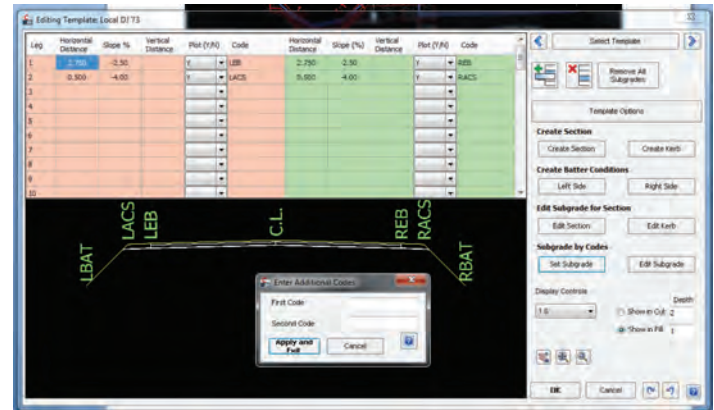 Editing Template: Local DJ TS
Leg Horizontal Distance Slope % Vertical Distance Plot (Y/N) Code Horizontal Distance Slope (%) Vertical Distance Plot (Y/N) Code
1 2.750 -2.50 Y LEB 2.750 -2.50 Y REB
2 0.500 -4.00 Y LACS 0.500 -4.00 Y RACS
3
4
5
6
7
8
9
10
LBAT LACS LEB C.L. REB RACS RBAT
Enter Additional Codes
First Code
Second Code
Apply and Exit Cancel
Select Template
Remove All Subgrades
Template Options
Create Section
Create Section Create Kerb
Create Batter Conditions
Left Side Right Side
Edit Subgrade for Section
Edit Section Edit Kerb
Subgrade by Codes
Set Subgrade Edit Subgrade
Display Controls
Depth
Show in Cut 2
Show in Fill 1
OK Cancel